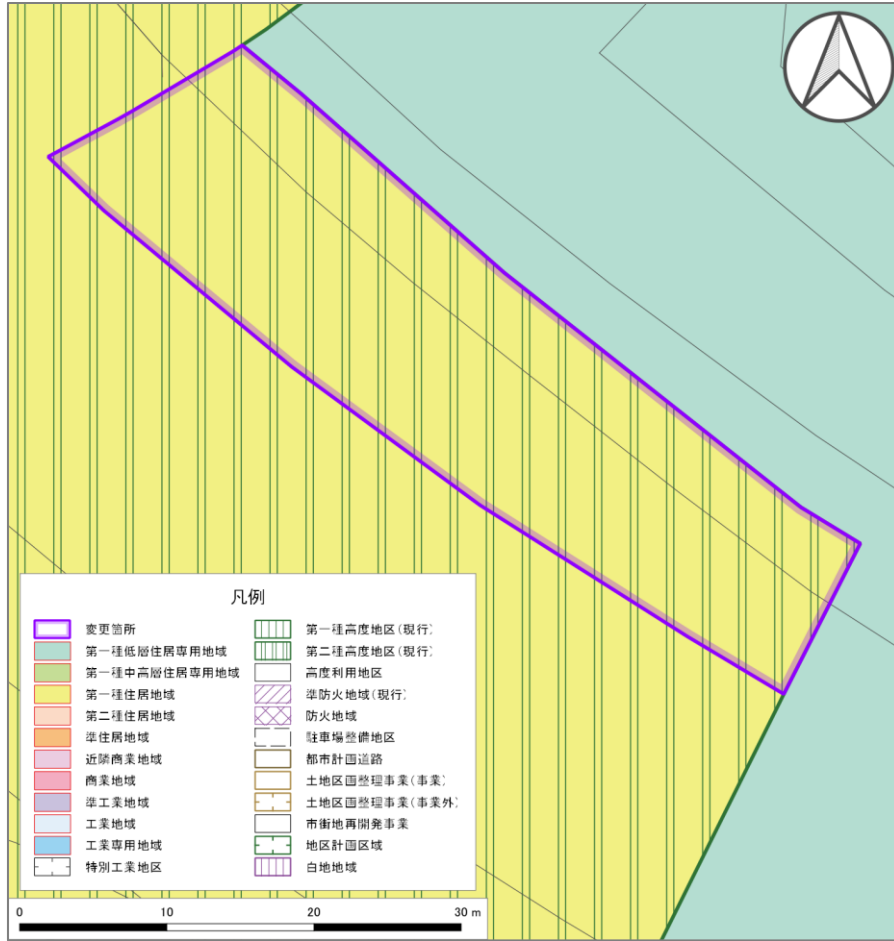 凡例
変更箇所
第一種低層住居専用地域
第一種中高層住居専用地域
第一種住居地域
第二種住居地域
準住居地域
近隣商業地域
商業地域
準工業地域
工業地域
工業専用地域
特別工業地区
第一種高度地区(現行)
第二種高度地区(現行)
高度利用地区
準防火地域(現行)
防火地域
駐車場整備地区
都市計画道路
土地区画整理事業(事業)
土地区画整理事業(事業外)
市街地再開発事業
地区計画区域
白地地域
0 10 20 30 m